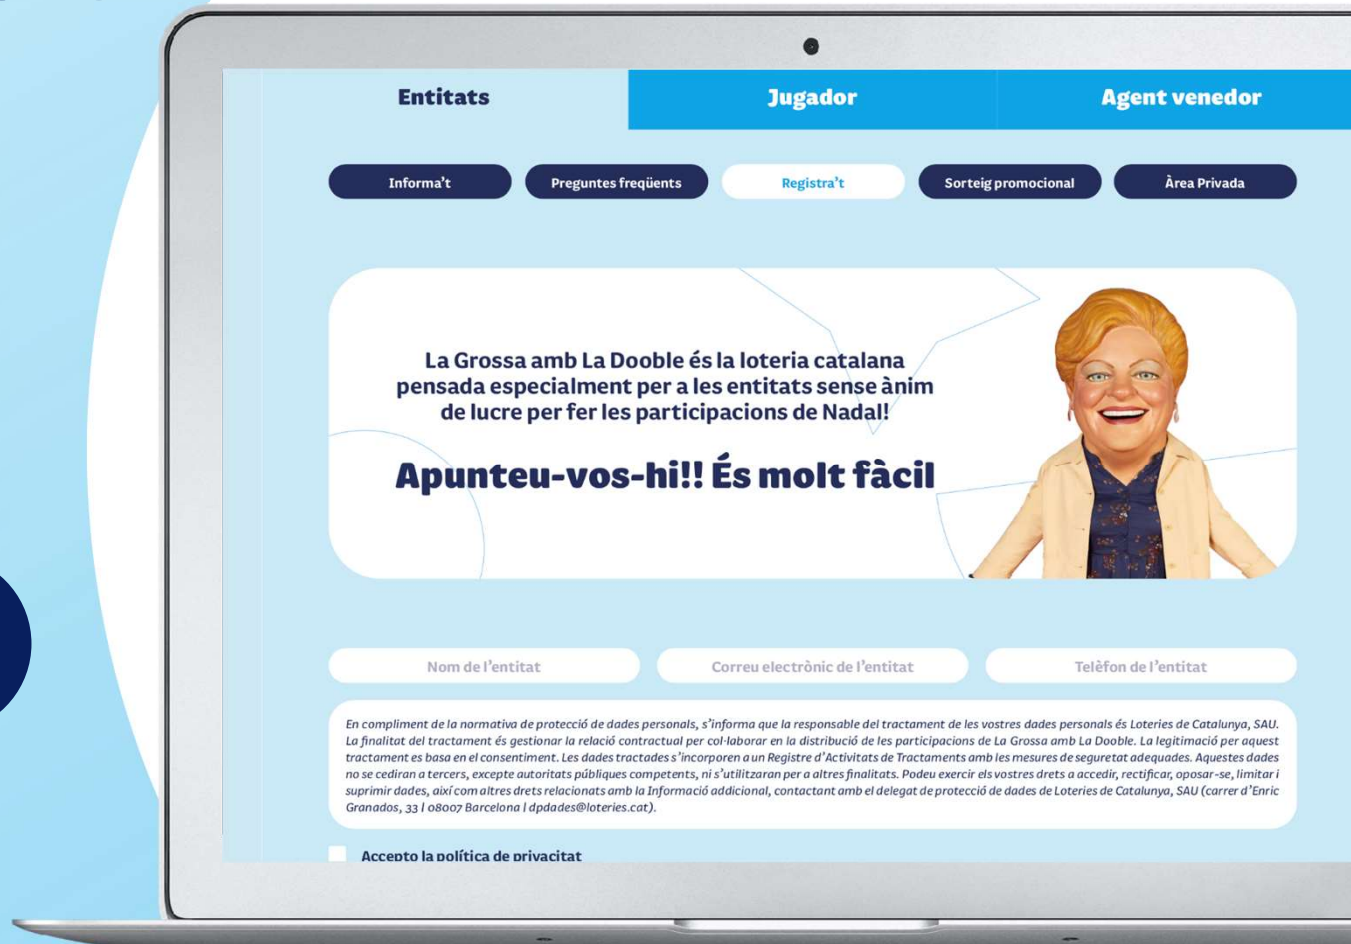 Entitats
Jugador
Agent venedor
Informa't
Preguntes freqüents
Registra't
Sorteig promocional
Àrea Privada
La Grossa amb La Dooble és la loteria catalana
pensada especialment per a les entitats sense ànim
de lucre per fer les participacions de Nadal!
Apunteu-vos-hi!! És molt fàcil
Nom de l'entitat
Correu electrònic de l'entitat
Telèfon de l'entitat
En compliment de la normativa de protecció de dades personals, s'informa que la responsable del tractament de les vostres dades personals és Loteries de Catalunya, SAU.
La finalitat del tractament és gestionar la relació contractual per col·laborar en la distribució de les participacions de La Grossa amb La Dooble. La legitimació per aquest
tractament es basa en el consentiment. Les dades tractades s'incorporen a un Registre d'Activitats de Tractaments amb les mesures de seguretat adequades. Aquestes dades
no se cediran a tercers, excepte autoritats públiques competents, ni s'utilitzaran per a altres finalitats. Podeu exercir els vostres drets a accedir, rectificar, oposar-se, limitar i
suprimir dades, així com altres drets relacionats amb la Informació addicional, contactant amb el delegat de protecció de dades de Loteries de Catalunya, SAU (carrer d'Enric
Granados, 33 I 08007 Barcelona I dpdades@loteries.cat).
Accepto la política de privacitat